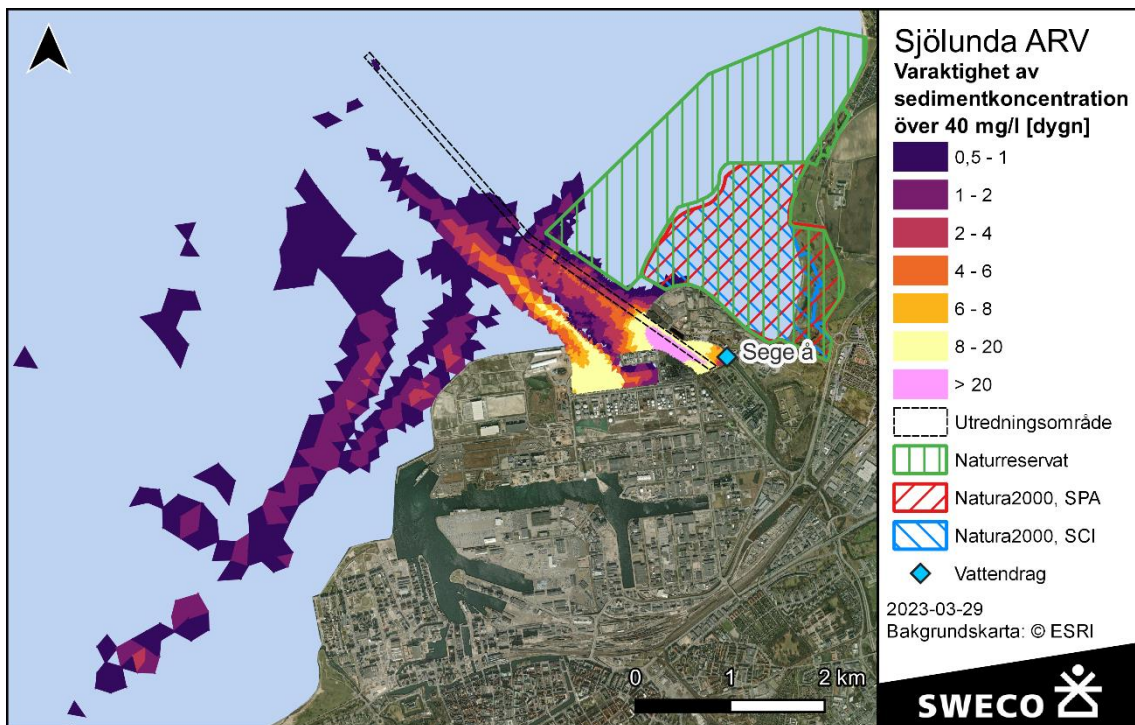 Sjölunda ARV
Varaktighet av
sedimentkoncentration
över 40 mg/l [dygn]
0,5 - 1
1 - 2
2 - 4
4 - 6
6 - 8
8 - 20
> 20
Utredningsområde
Naturreservat
Natura2000, SPA
Natura2000, SCI
Vattendrag
2023-03-29
Bakgrundskarta: © ESRI
SWECO
Sege å
0 1 2 km